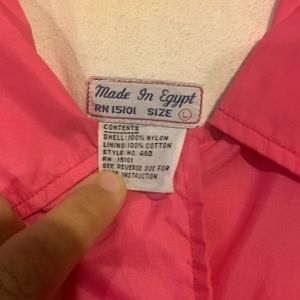 Made In Egypt
RN 15101 SIZE L
CONTENTS
SHELL:100% NYLON
LINING:100% COTTON
STYLE NO. 460
RN 15101
SEE REVERSE SIDE FOR
INSTRUCTION